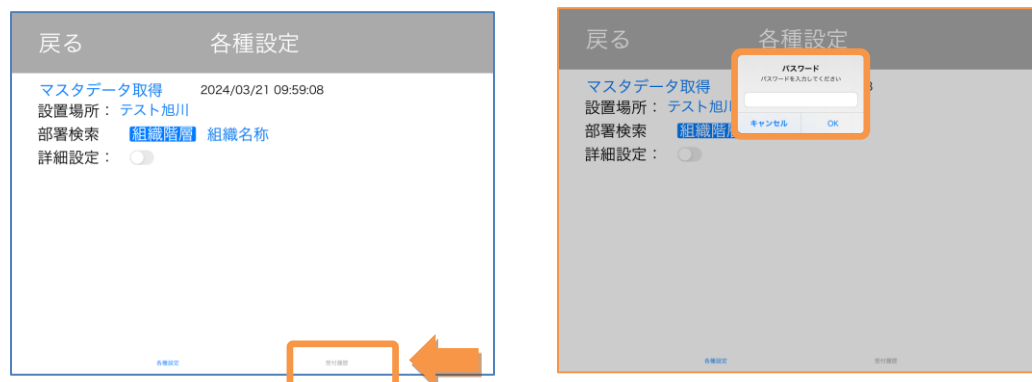 戻る 各種設定
マスタデータ取得 2024/03/21 09:59:08
設置場所： テスト旭川
部署検索 組織階層 組織名称
詳細設定：
各種設定 受付履歴
戻る 各種設定
パスワード
パスワードを入力してください
マスタデータ取得 8
設置場所： テスト旭川
部署検索 組織階
キャンセル OK
詳細設定：
各種設定 受付履歴